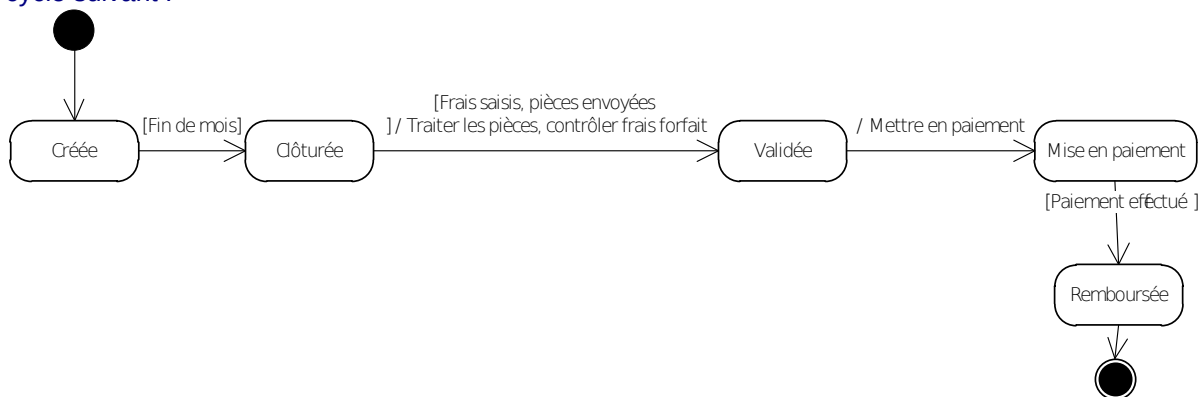 cycle suivant :
[Frais saisis, pièces envoyées
[Fin de mois]
] / Traiter les pièces, contrôler frais forfait
/ Mettre en paiement
Créée
Clôturée
Validée
Mise en paiement
[Paiement effectué ]
Remboursée